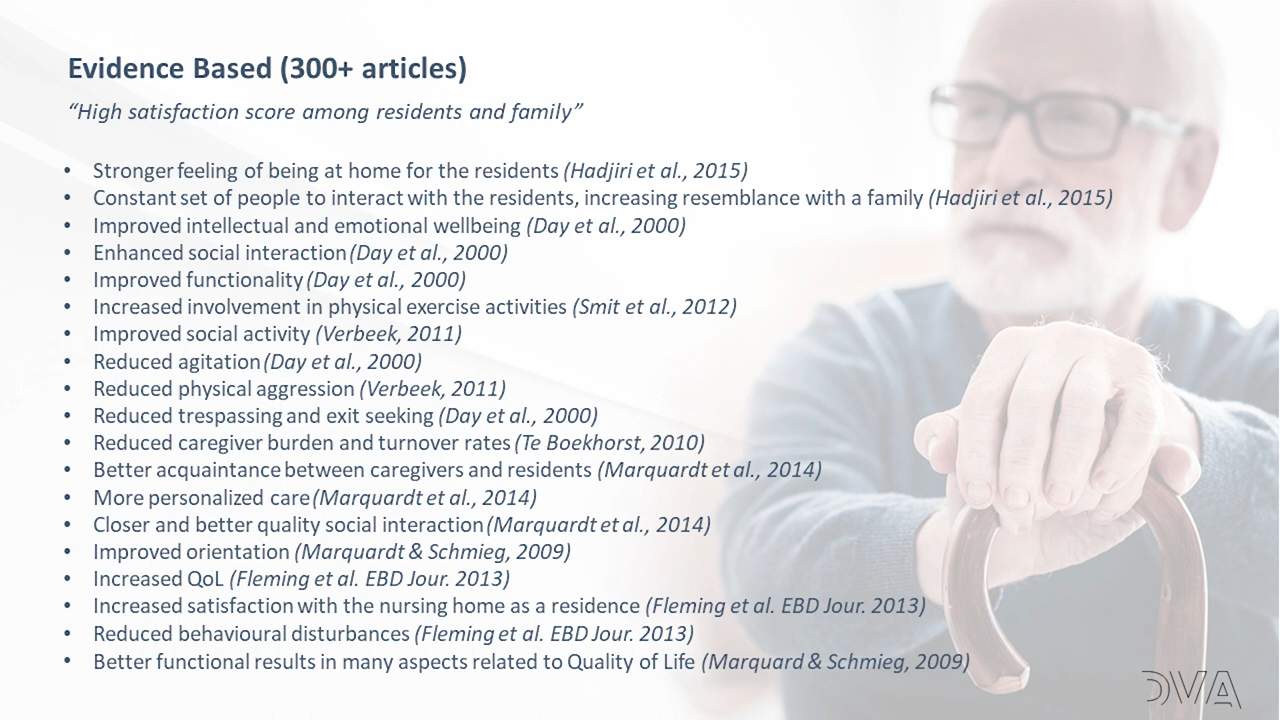 Evidence Based (300+ articles)
“High satisfaction score among residents and family”
• Stronger feeling of being at home for the residents (Hadjiri et al., 2015)
• Constant set of people to interact with the residents, increasing resemblance with a family (Hadjiri et al., 2015)
• Improved intellectual and emotional wellbeing (Day et al., 2000)
• Enhanced social interaction (Day et al., 2000)
• Improved functionality (Day et al., 2000)
• Increased involvement in physical exercise activities (Smit et al., 2012)
• Improved social activity (Verbeek, 2011)
• Reduced agitation (Day et al., 2000)
• Reduced physical aggression (Verbeek, 2011)
• Reduced trespassing and exit seeking (Day et al., 2000)
• Reduced caregiver burden and turnover rates (Te Boekhorst, 2010)
• Better acquaintance between caregivers and residents (Marquardt et al., 2014)
• More personalized care (Marquardt et al., 2014)
• Closer and better quality social interaction (Marquardt et al., 2014)
• Improved orientation (Marquardt & Schmieg, 2009)
• Increased QoL (Fleming et al. EBD Jour. 2013)
• Increased satisfaction with the nursing home as a residence (Fleming et al. EBD Jour. 2013)
• Reduced behavioural disturbances (Fleming et al. EBD Jour. 2013)
• Better functional results in many aspects related to Quality of Life (Marquard & Schmieg, 2009)
DVA